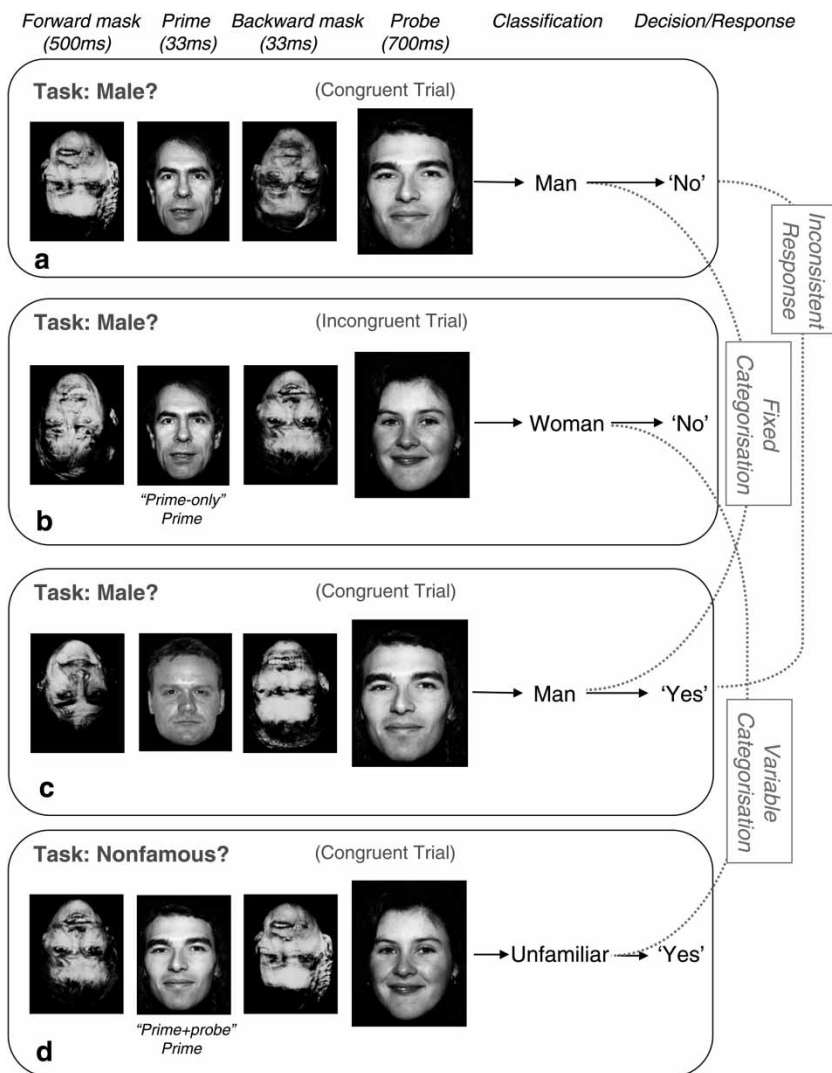 Forward mask Prime Backward mask Probe Classification Decision/Response
(500ms) (33ms) (33ms) (700ms)
Task: Male? (Congruent Trial)
Man ‘No’
a
Inconsistent
Response
Task: Male? (Incongruent Trial)
Woman ‘No’
“Prime-only”
Prime
b
Fixed
Categorisation
Task: Male? (Congruent Trial)
Man ‘Yes’
c
Variable
Categorisation
Task: Nonfamous? (Congruent Trial)
Unfamiliar ‘Yes’
“Prime+probe”
Prime
d